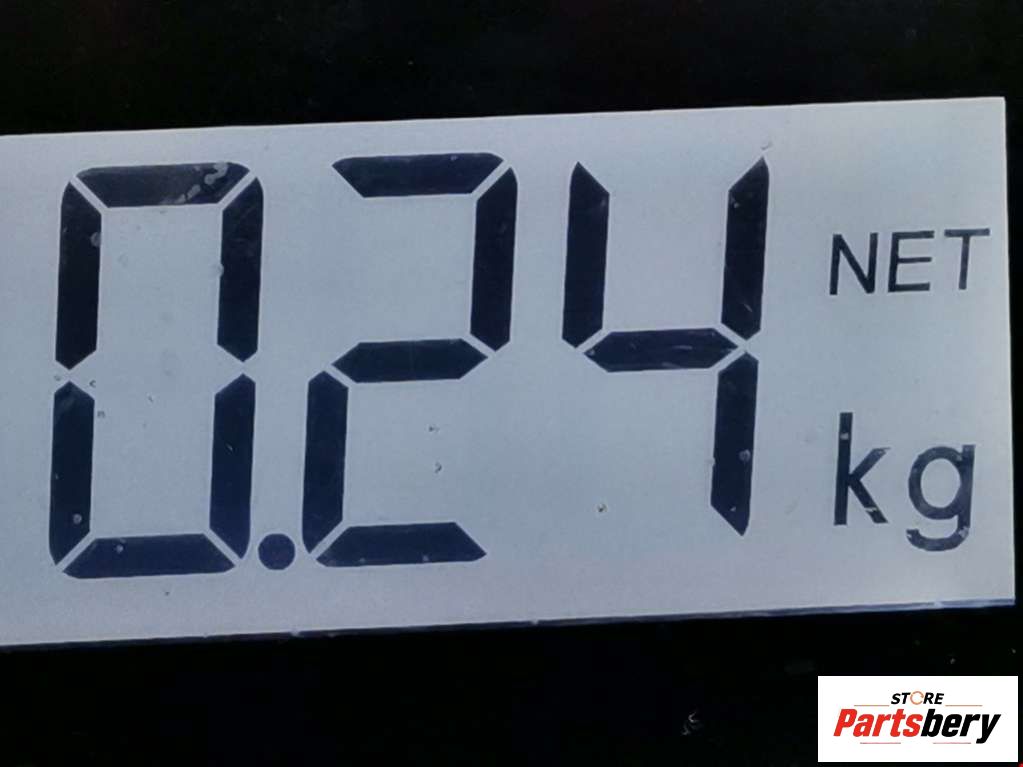 0.24 NET
kg
STORE
Partsbery